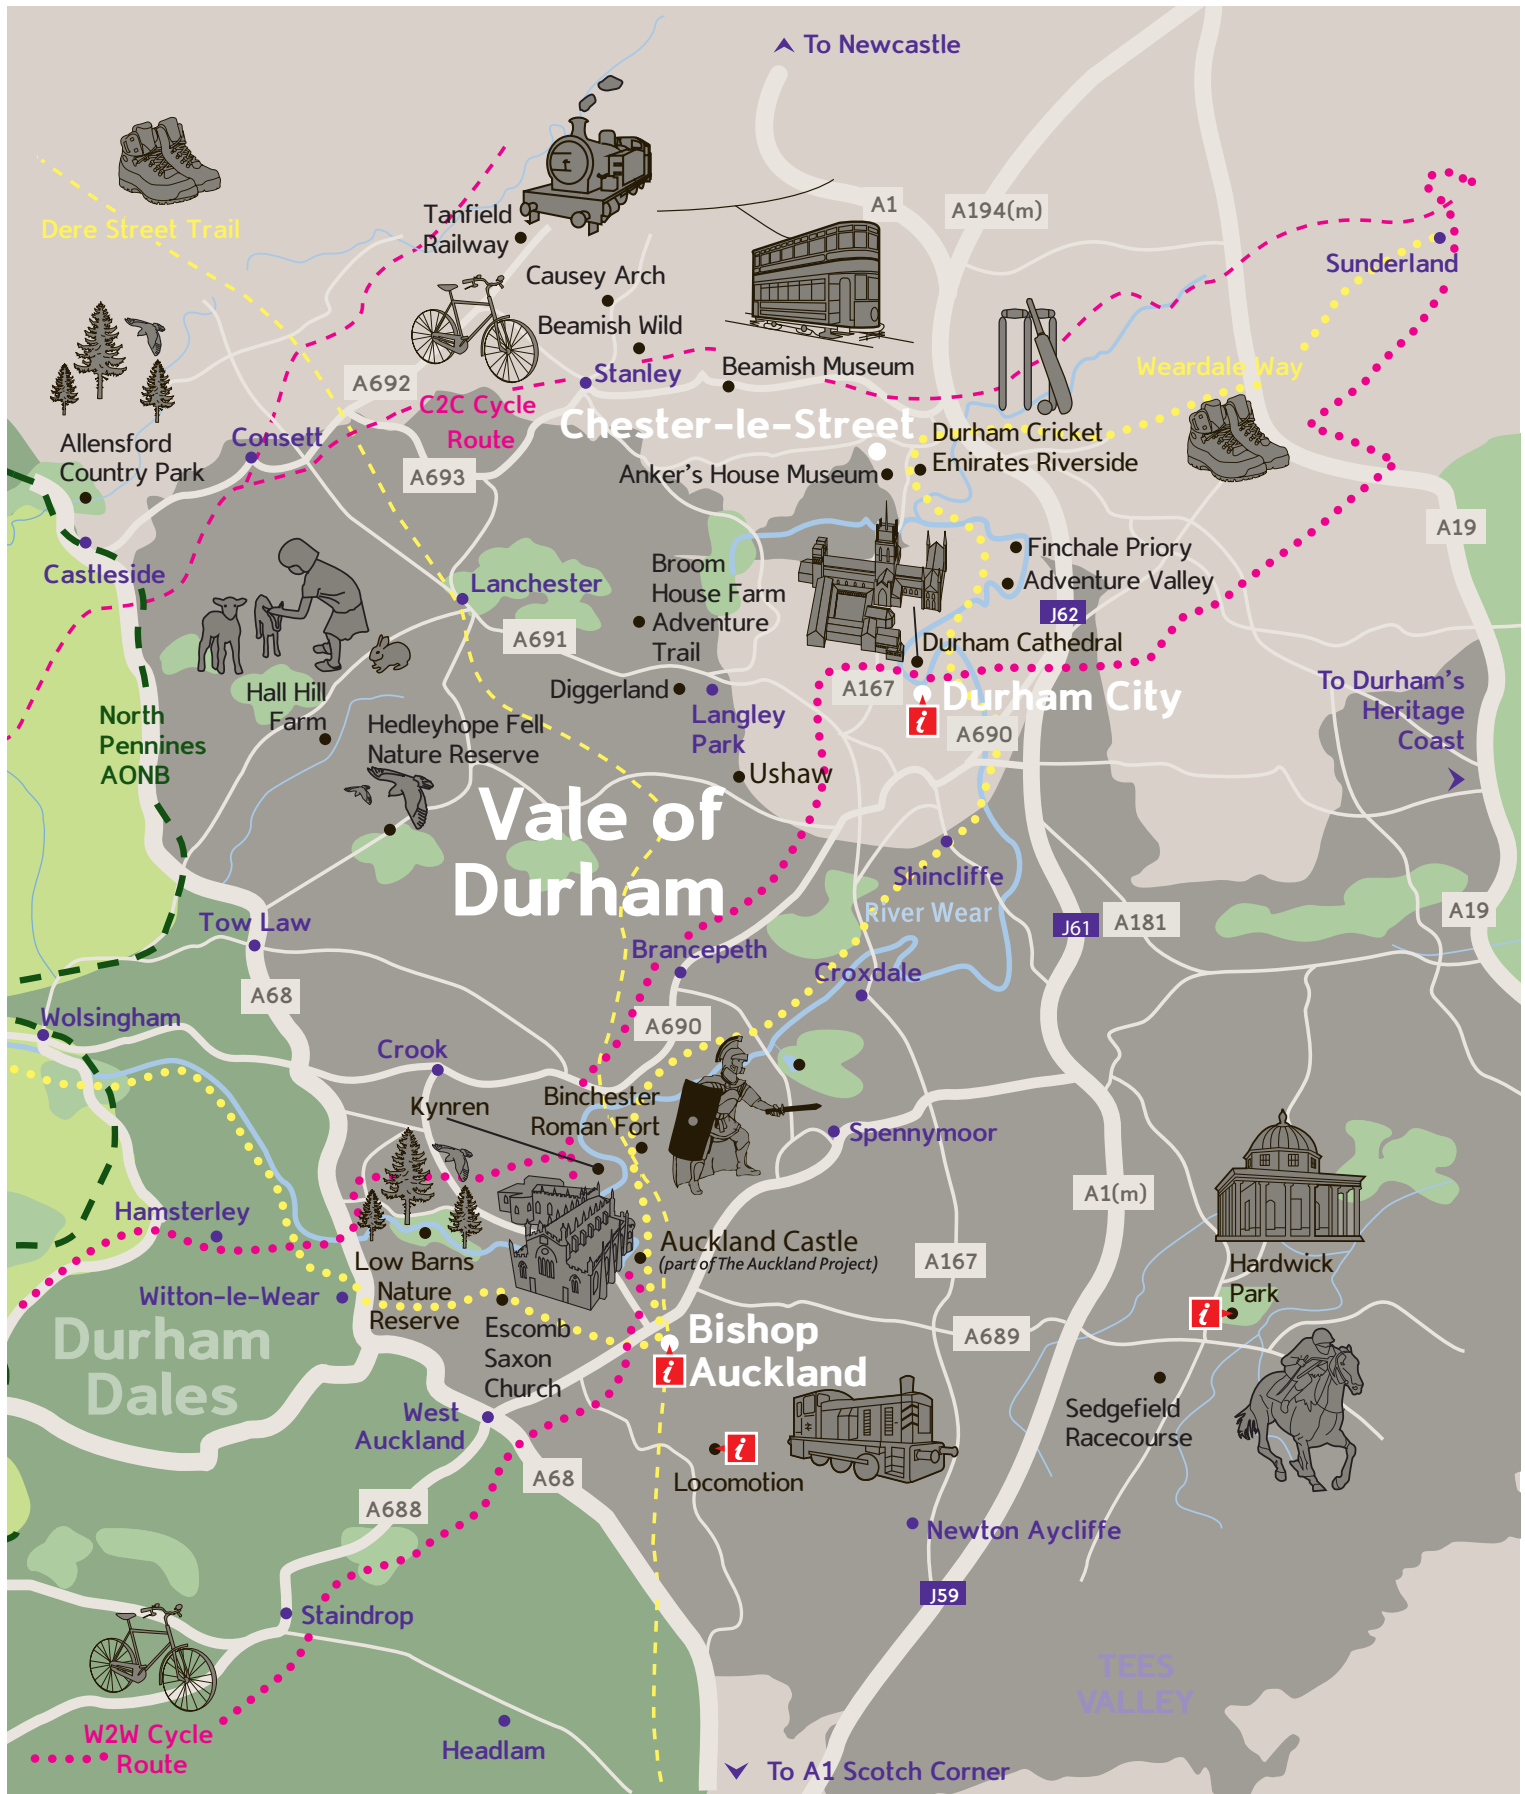 To Newcastle
Dere Street Trail
Tanfield
Railway
A1
A194(m)
Sunderland
Causey Arch
Beamish Wild
Stanley
Beamish Museum
Weardale Way
A692
C2C Cycle
Route
Chester-le-Street
Durham Cricket
Emirates Riverside
Anker's House Museum
Allensford
Country Park
Consett
A693
A19
Castleside
Lanchester
Broom
House Farm
Adventure
Trail
Finchale Priory
Adventure Valley
J62
A691
Durham Cathedral
Hall Hill
Farm
Diggerland
Langley
Park
A167
Durham City
i
A690
To Durham's
Heritage
Coast
North
Pennines
AONB
Hedleyhope Fell
Nature Reserve
Ushaw
Vale of
Durham
Shincliffe
River Wear
Tow Law
J61
A181
A19
Brancepeth
Croxdale
A68
A690
Wolsingham
Crook
Kynren
Binchester
Roman Fort
Spennymoor
A1(m)
Hamsterley
Low Barns
Nature
Reserve
Auckland Castle
(part of The Auckland Project)
A167
Hardwick
Park
i
Witton-le-Wear
Durham
Dales
Escomb
Saxon
Church
Bishop
Auckland
i
A689
West
Auckland
Sedgefield
Racecourse
i
Locomotion
A68
A688
Newton Aycliffe
J59
Staindrop
TEES
VALLEY
W2W Cycle
Route
Headlam
To A1 Scotch Corner